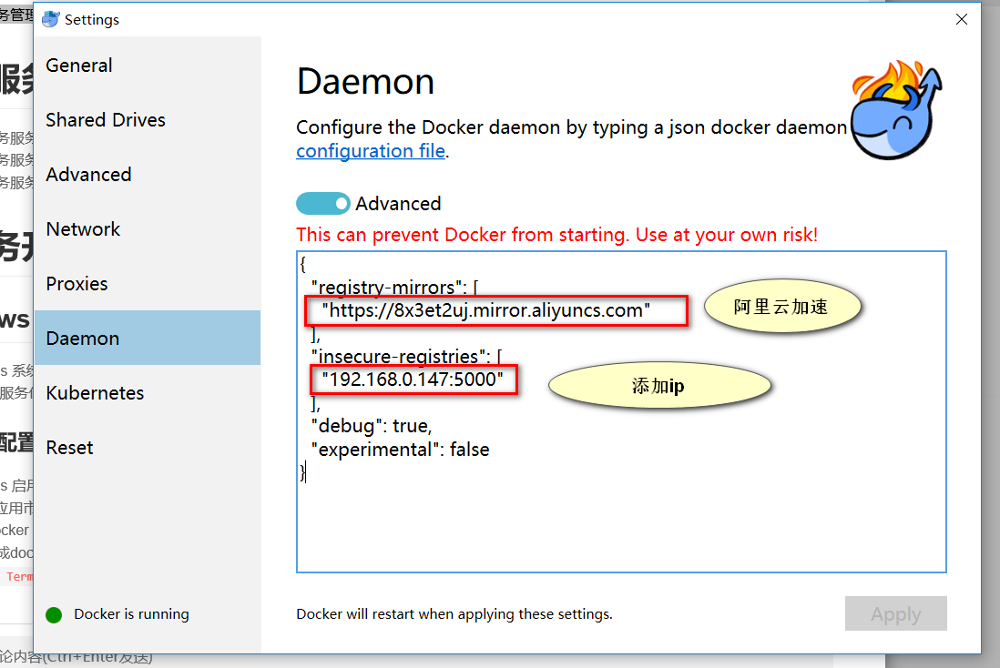 务管理
Settings
General
Shared Drives
Advanced
Network
Proxies
Daemon
Kubernetes
Reset
Docker is running
Daemon
Configure the Docker daemon by typing a json docker daemon
configuration file.
Advanced
This can prevent Docker from starting. Use at your own risk!
{
"registry-mirrors": [
"https://8x3et2uj.mirror.aliyuncs.com"
],
"insecure-registries": [
"192.168.0.147:5000"
],
"debug": true,
"experimental": false
}
阿里云加速
添加ip
Docker will restart when applying these settings.
Apply
服务
务服务
务服务
务服务
务开
ws
s 系统
服务
配置
s 启用
应用市
ocker
成doc
Term
论内容(Ctrl+Enter发送)